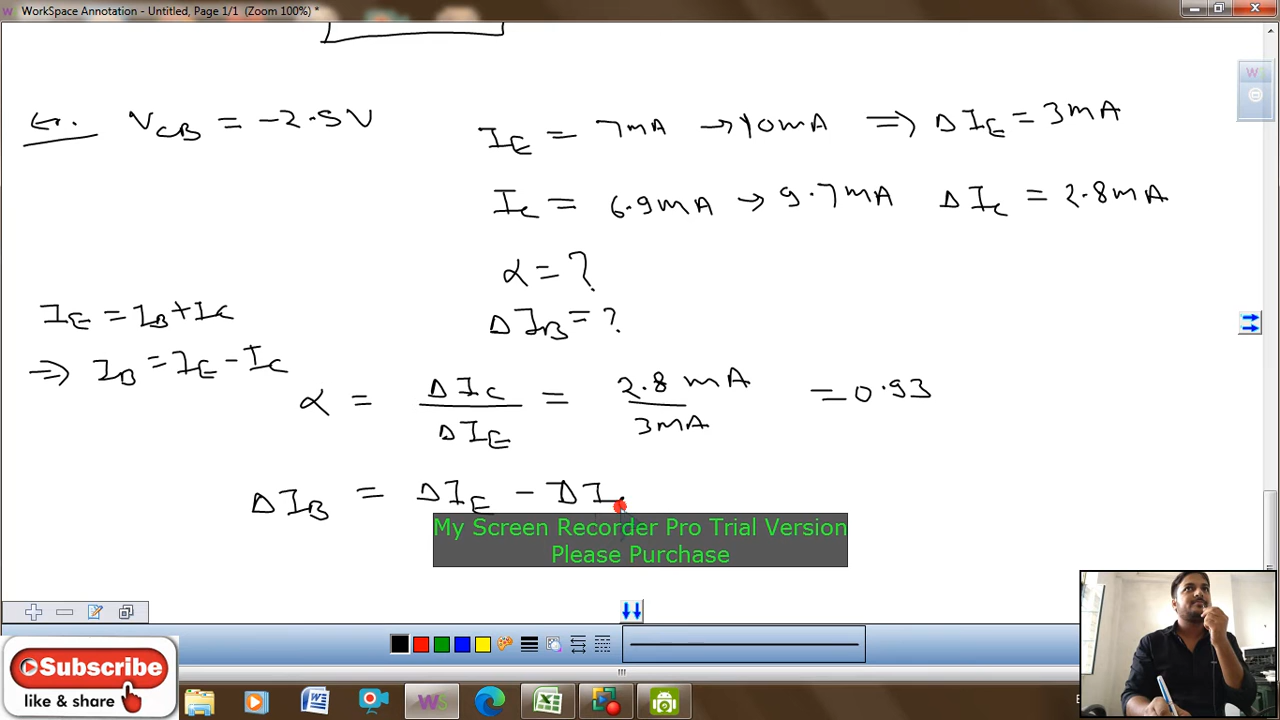 WorkSpace Annotation - Untitled, Page 1/1 (Zoom 100%) *
Ex. V_CB = -2.5V
I_E = 7mA → 10mA ⇒ ΔI_E = 3mA
I_C = 6.9mA → 9.7mA ΔI_C = 2.8mA
α = ?
ΔI_B = ?
I_E = I_B + I_C
⇒ I_B = I_E - I_C
α = ΔI_C / ΔI_E = 2.8 mA / 3mA = 0.93
ΔI_B = ΔI_E - ΔI
My Screen Recorder Pro Trial Version
Please Purchase
Subscribe
like & share